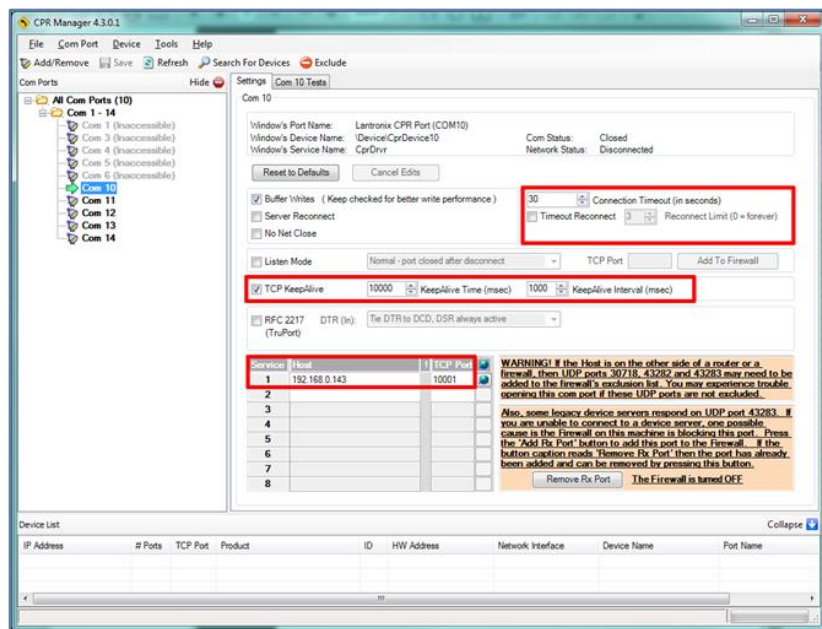 CPR Manager 4.3.0.1
File Com Port Device Tools Help
Add/Remove Save Refresh Search For Devices Exclude
Com Ports Hide
All Com Ports (10)
Com 1 - 14
Com 1 (Inaccessible)
Com 3 (Inaccessible)
Com 4 (Inaccessible)
Com 5 (Inaccessible)
Com 6 (Inaccessible)
Com 10
Com 11
Com 12
Com 13
Com 14
Settings Com 10 Tests
Com 10
Window's Port Name: Lantronix CPR Port (COM10)
Window's Device Name: \Device\CprDevice10 Com Status: Closed
Window's Service Name: CprDrvr Network Status: Disconnected
Reset to Defaults Cancel Edits
Buffer Writes ( Keep checked for better write performance )
Server Reconnect
No Net Close
30 Connection Timeout (in seconds)
Timeout Reconnect 3 Reconnect Limit (0 = forever)
Listen Mode Normal - port closed after disconnect TCP Port Add To Firewall
TCP KeepAlive 10000 KeepAlive Time (msec) 1000 KeepAlive Interval (msec)
RFC 2217 DTR (In): Tie DTR to DCD, DSR always active
(TruPort)
Service Host ! TCP Port
1 192.168.0.143 10001
2
3
4
5
6
7
8
WARNING! If the Host is on the other side of a router or a
firewall, then UDP ports 30718, 43282 and 43283 may need to be
added to the firewall's exclusion list. You may experience trouble
opening this com port if these UDP ports are not excluded.
Also, some legacy device servers respond on UDP port 43283. If
you are unable to connect to a device server, one possible
cause is the Firewall on this machine is blocking this port. Press
the 'Add Rx Port' button to add this port to the Firewall. If the
button caption reads 'Remove Rx Port' then the port has already
been added and can be removed by pressing this button.
Remove Rx Port The Firewall is turned OFF
Device List Collapse
IP Address # Ports TCP Port Product ID HW Address Network Interface Device Name Port Name